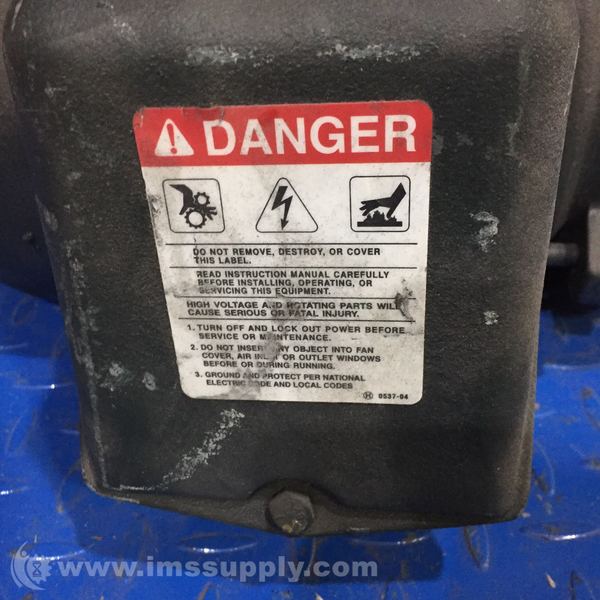 DANGER
DO NOT REMOVE, DESTROY, OR COVER
THIS LABEL.
READ INSTRUCTION MANUAL CAREFULLY
BEFORE INSTALLING, OPERATING, OR
SERVICING THIS EQUIPMENT.
HIGH VOLTAGE AND ROTATING PARTS WILL
CAUSE SERIOUS OR FATAL INJURY.
1. TURN OFF AND LOCK OUT POWER BEFORE
SERVICE OR MAINTENANCE.
2. DO NOT INSERT ANY OBJECT INTO FAN
COVER, AIR INLET OR OUTLET WINDOWS
BEFORE OR DURING RUNNING.
3. GROUND AND PROTECT PER NATIONAL
ELECTRIC CODE AND LOCAL CODES
H 0537-04
www.imssupply.com